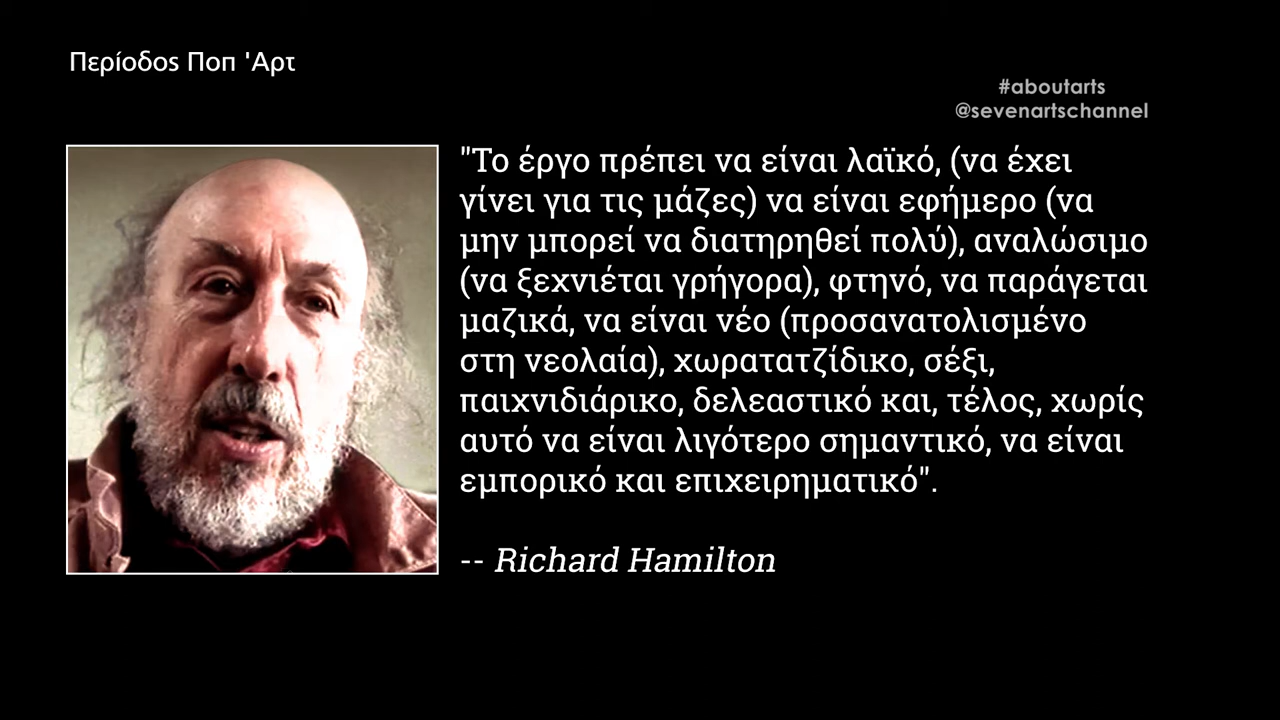 Περίοδος Ποπ 'Αρτ
#aboutarts
@sevenartschannel
"Το έργο πρέπει να είναι λαϊκό, (να έχει
γίνει για τις μάζες) να είναι εφήμερο (να
μην μπορεί να διατηρηθεί πολύ), αναλώσιμο
(να ξεχνιέται γρήγορα), φτηνό, να παράγεται
μαζικά, να είναι νέο (προσανατολισμένο
στη νεολαία), χωρατατζίδικο, σέξι,
παιχνιδιάρικο, δελεαστικό και, τέλος, χωρίς
αυτό να είναι λιγότερο σημαντικό, να είναι
εμπορικό και επιχειρηματικό".
-- Richard Hamilton